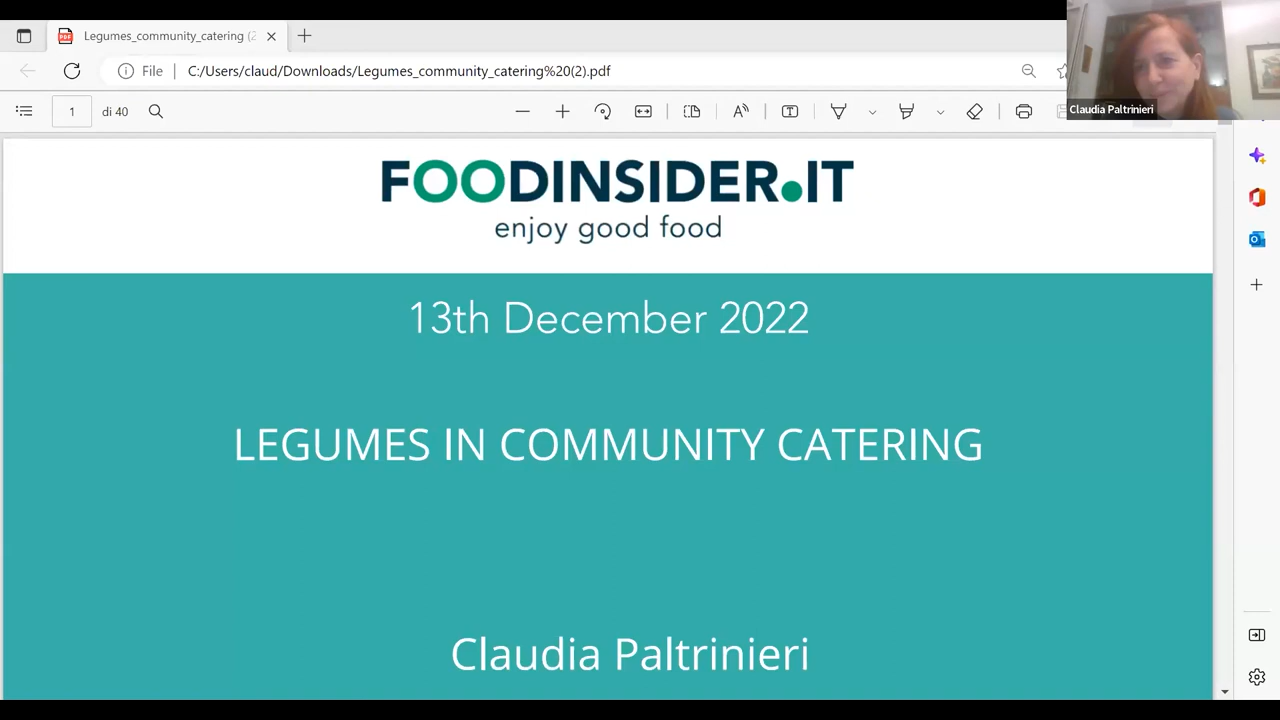 Legumes_community_catering (2
File
C:/Users/claud/Downloads/Legumes_community_catering%20(2).pdf
1 di 40
Claudia Paltrinieri
FOODINSIDER.IT
enjoy good food
13th December 2022
LEGUMES IN COMMUNITY CATERING
Claudia Paltrinieri